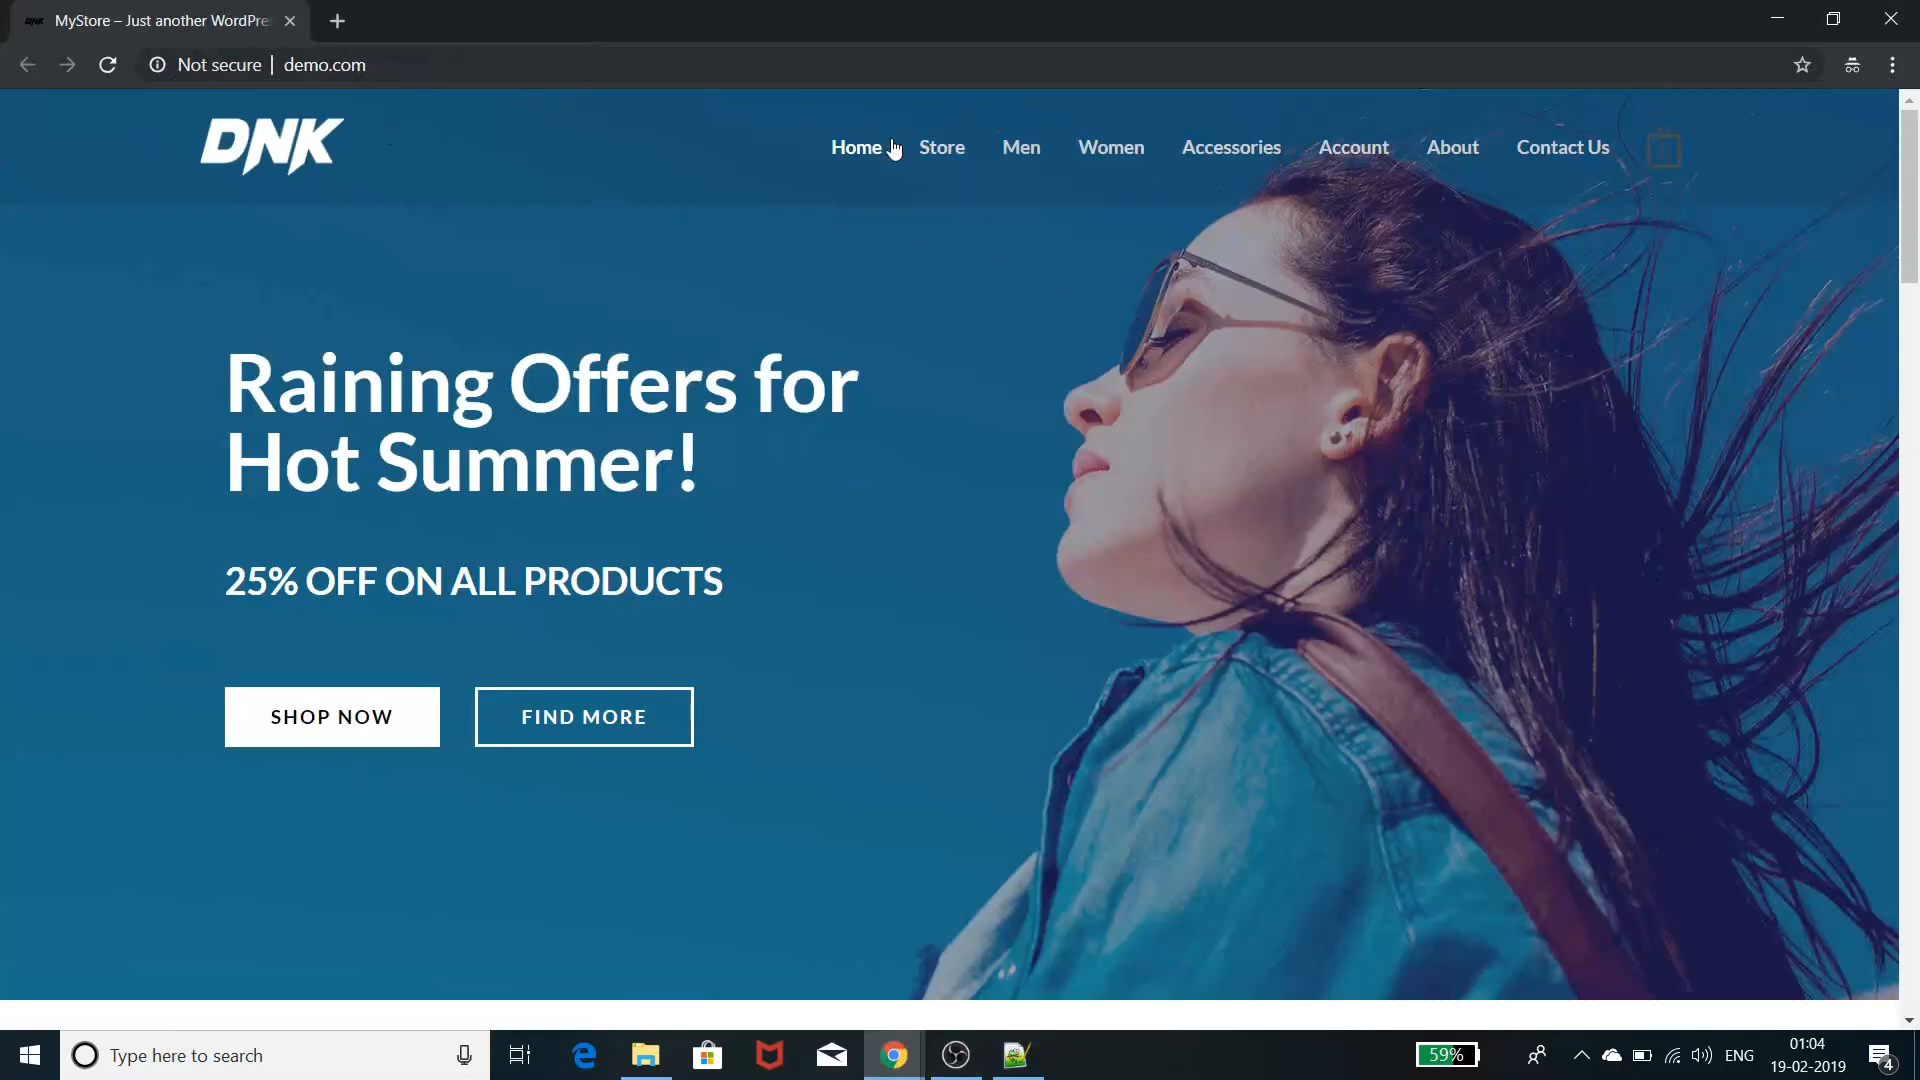 DNK MyStore – Just another WordPre
Not secure | demo.com
DNK
Home Store Men Women Accessories Account About Contact Us
Raining Offers for
Hot Summer!
25% OFF ON ALL PRODUCTS
SHOP NOW FIND MORE
Type here to search
59%
ENG
01:04
19-02-2019
4